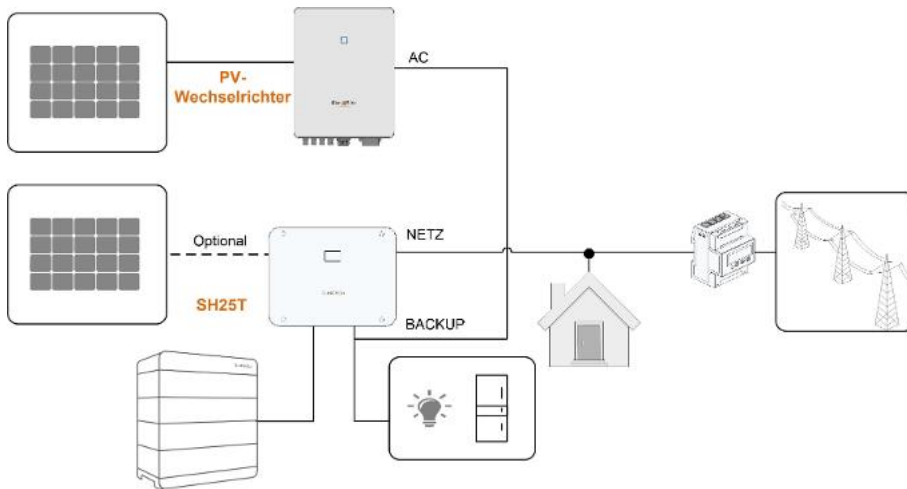 AC
PV-
Wechselrichter
Optional
NETZ
SH25T
BACKUP